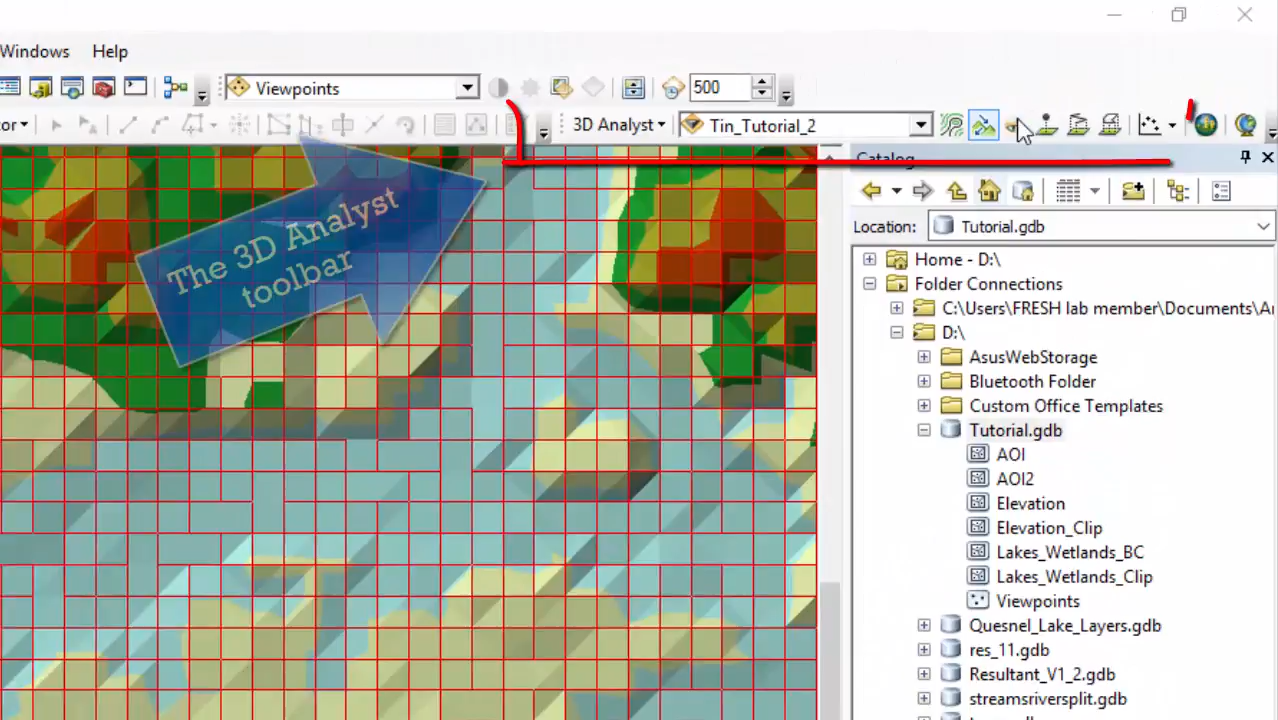 Windows Help
Viewpoints
500
or
3D Analyst
Tin_Tutorial_2
Catalog
The 3D Analyst
toolbar
Location:
Tutorial.gdb
Home - D:\
Folder Connections
C:\Users\FRESH lab member\Documents\Ar
D:\
AsusWebStorage
Bluetooth Folder
Custom Office Templates
Tutorial.gdb
AOI
AOI2
Elevation
Elevation_Clip
Lakes_Wetlands_BC
Lakes_Wetlands_Clip
Viewpoints
Quesnel_Lake_Layers.gdb
res_11.gdb
Resultant_V1_2.gdb
streamsriversplit.gdb